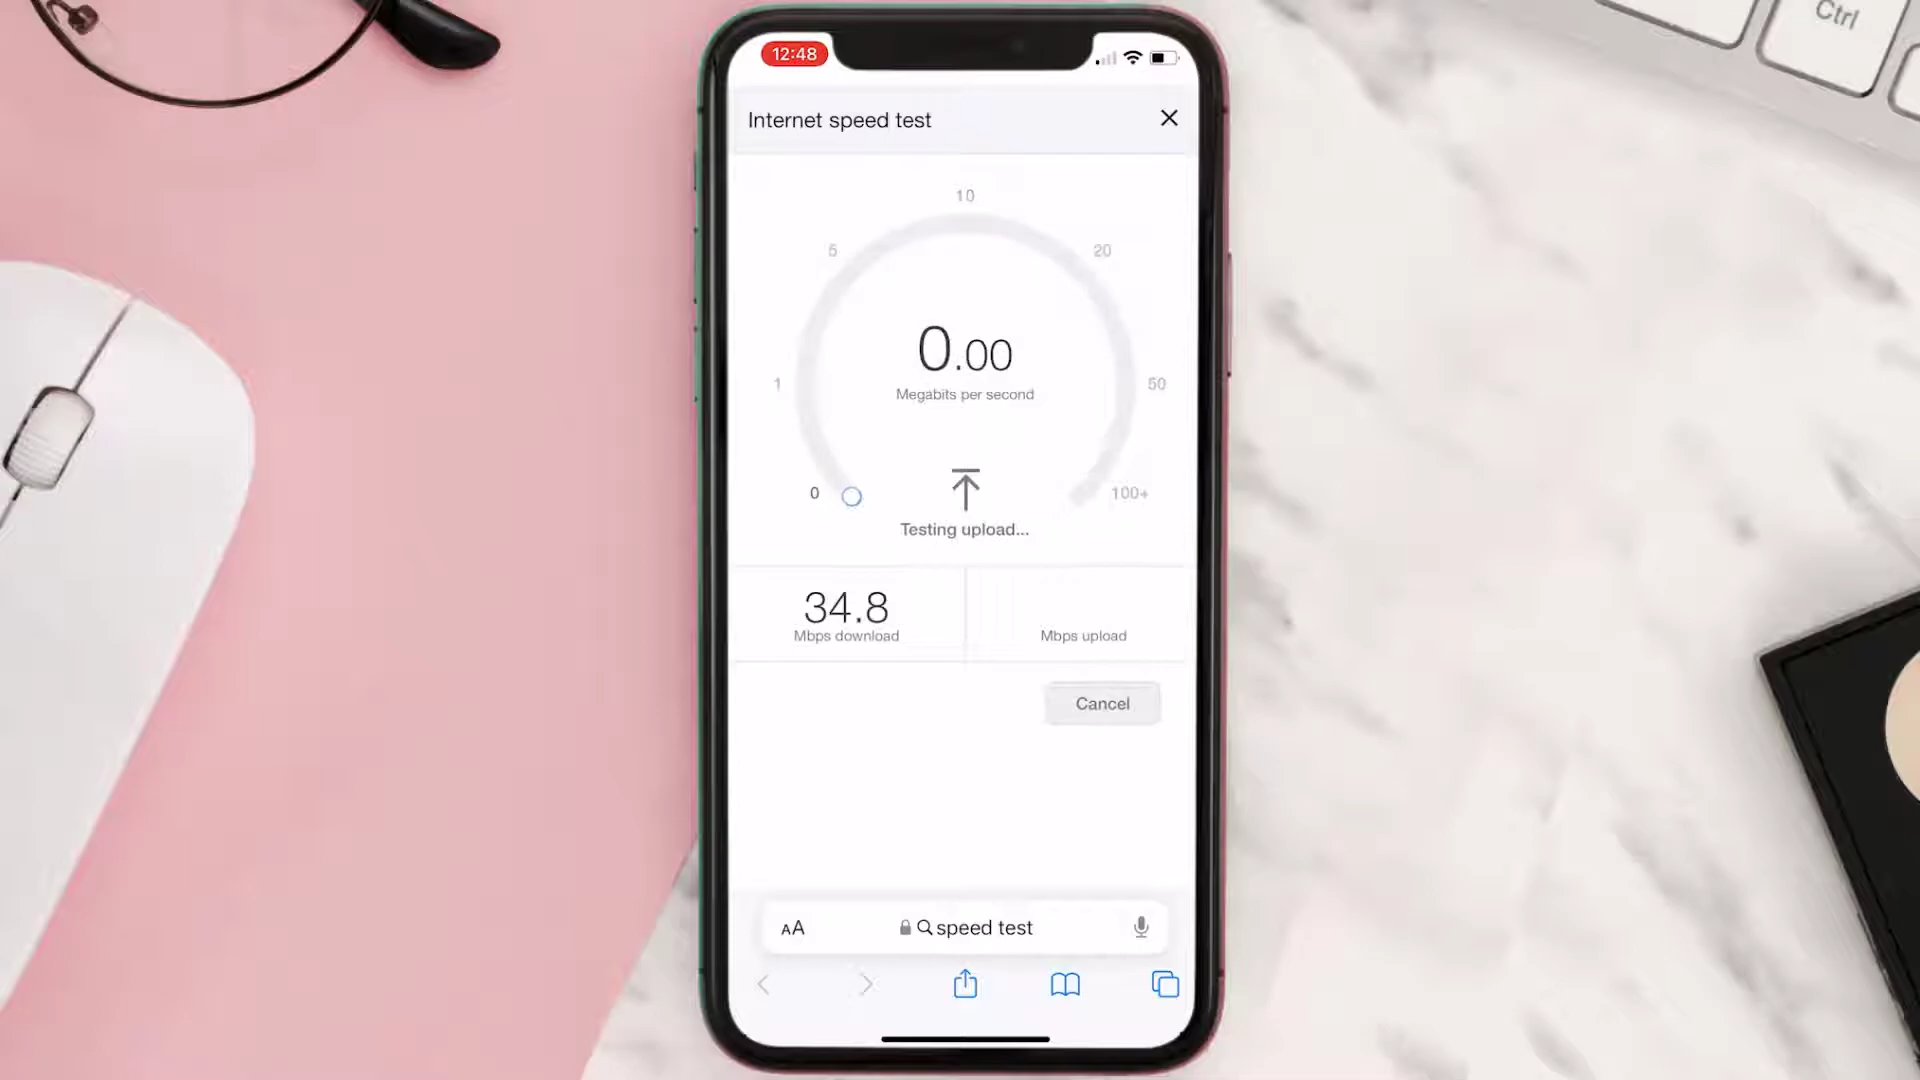 Ctrl
12:48
Internet speed test
10
5
20
0.00
Megabits per second
1
50
0
100+
Testing upload...
34.8
Mbps download
Mbps upload
Cancel
AA
speed test